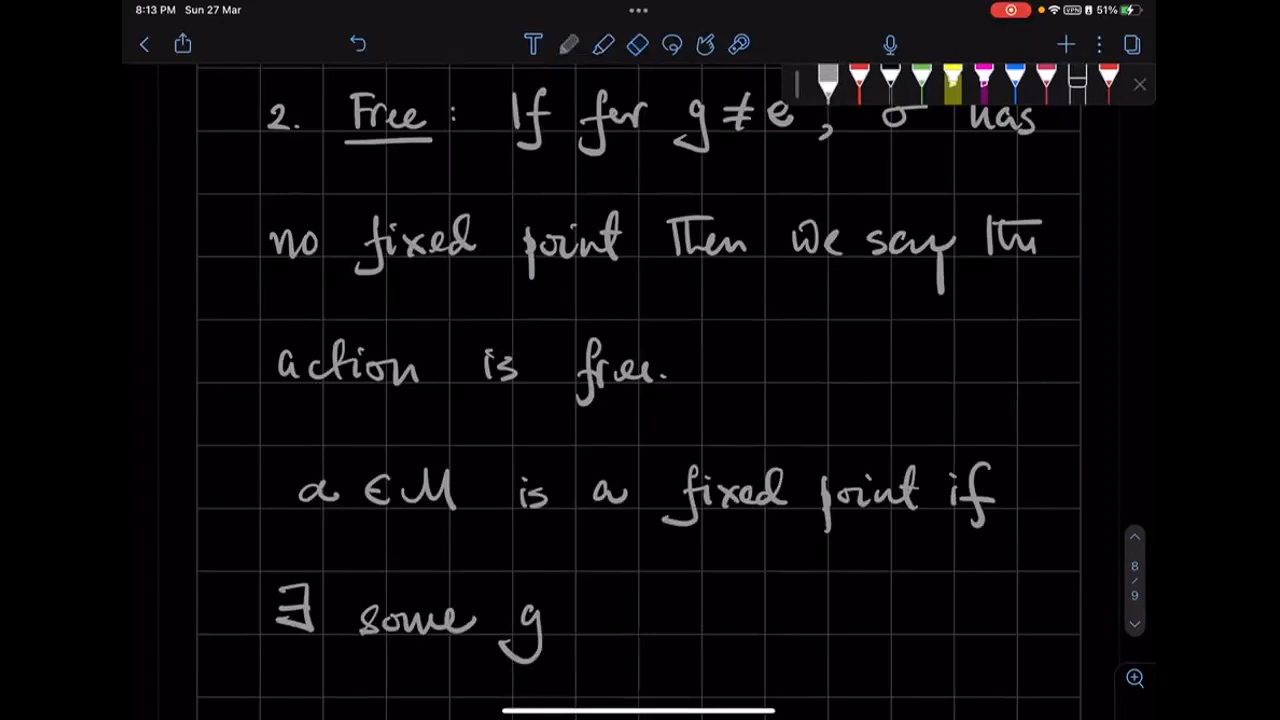 8:13 PM Sun 27 Mar
VPN 51%
2. Free : If for g ≠ e, σ has
no fixed point then we say the
action is free.
a ∈ M is a fixed point if
∃ some g
8
/
9